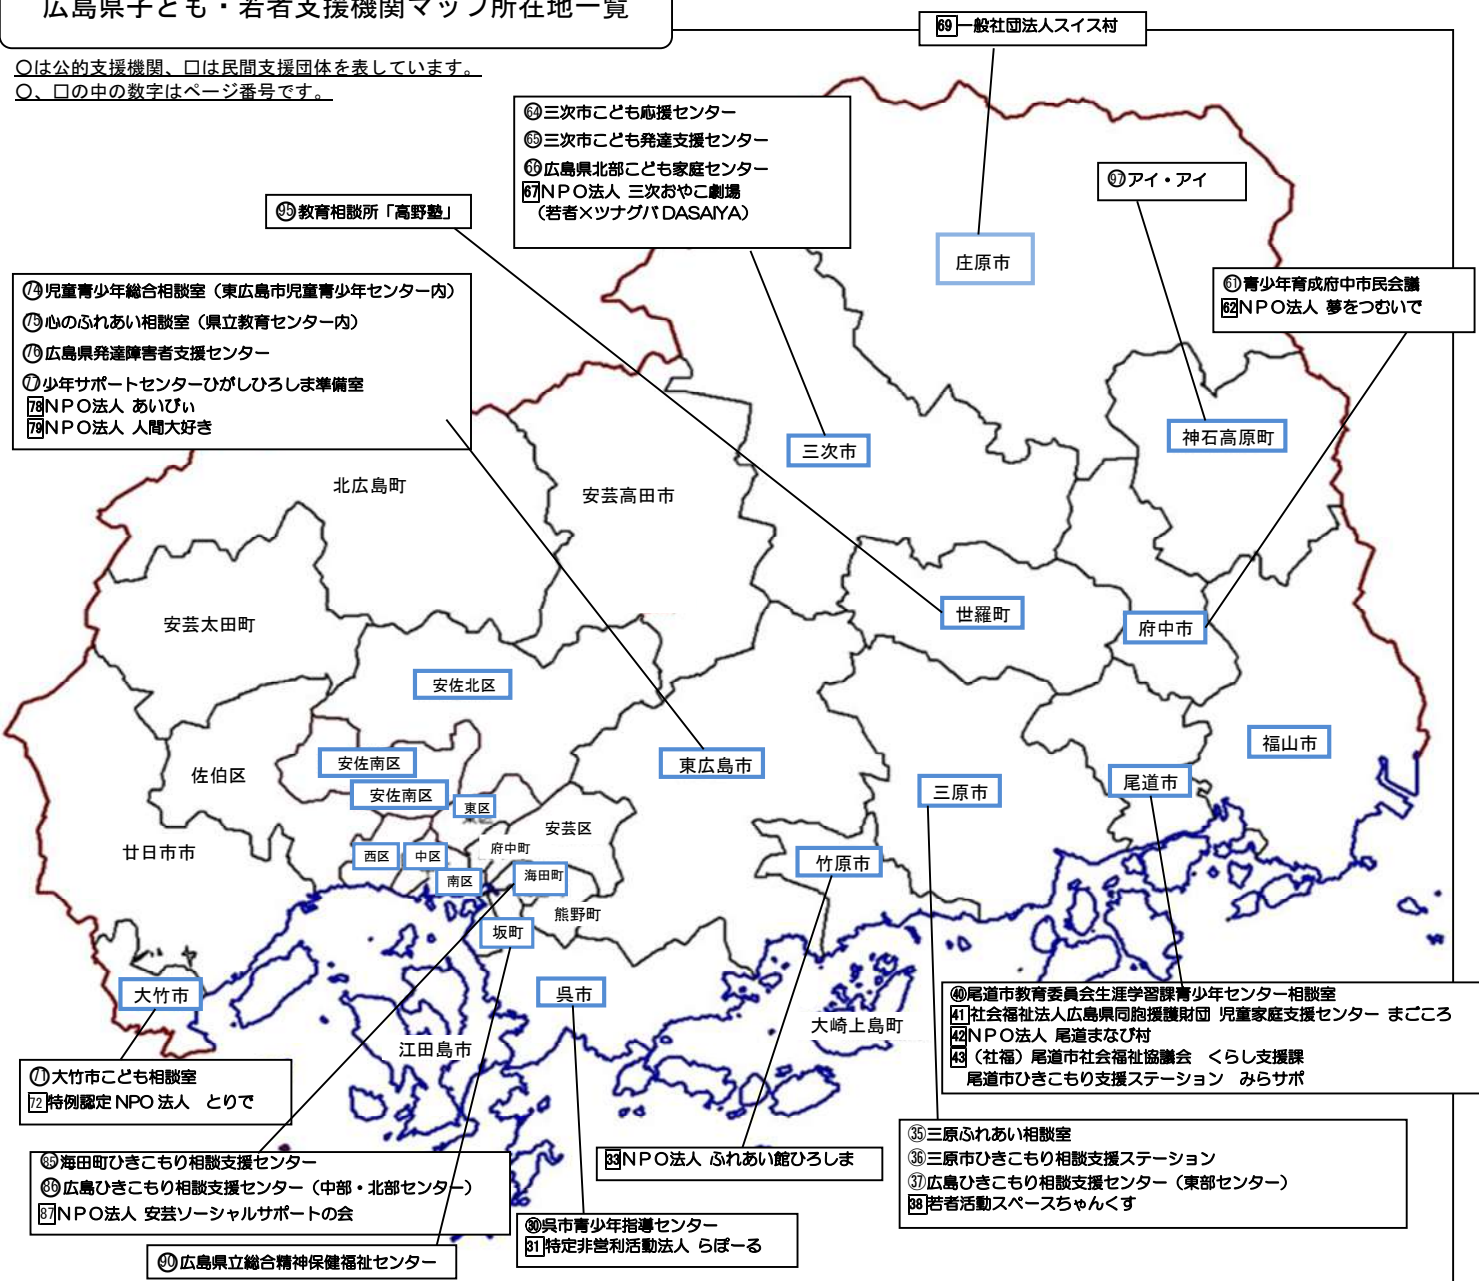 広島県子ども・若者支援機関マップ所在地一覧
〇は公的支援機関、口は民間支援団体を表しています。
〇、口の中の数字はページ番号です。
69一般社団法人スイス村
64三次市こども応援センター
65三次市こども発達支援センター
66広島県北部こども家庭センター
67NPO法人 三次おやこ劇場
（若者×ツナグバDASAIYA）
97アイ・アイ
95教育相談所「高野塾」
庄原市
61青少年育成府中市民会議
62NPO法人 夢をつむいで
74児童青少年総合相談室（東広島市児童青少年センター内）
75心のふれあい相談室（県立教育センター内）
76広島県発達障害者支援センター
77少年サポートセンターひがしひろしま準備室
78NPO法人 あいびぃ
79NPO法人 人間大好き
神石高原町
三次市
北広島町
安芸高田市
世羅町
府中市
安芸太田町
安佐北区
福山市
安佐南区
東広島市
佐伯区
尾道市
三原市
安佐南区
東区
安芸区
府中町
廿日市市
西区
中区
竹原市
海田町
南区
熊野町
坂町
大竹市
呉市
大崎上島町
江田島市
㊵尾道市教育委員会生涯学習課青少年センター相談室
41社会福祉法人広島県同胞援護財団 児童家庭支援センター まごころ
42NPO法人 尾道まなび村
43（社福）尾道市社会福祉協議会　くらし支援課
尾道市ひきこもり支援ステーション　みらサポ
71大竹市こども相談室
72特例認定NPO法人　とりで
㉟三原ふれあい相談室
㊱三原市ひきこもり相談支援ステーション
㊲広島ひきこもり相談支援センター（東部センター）
38若者活動スペースちゃんくす
33NPO法人 ふれあい館ひろしま
85海田町ひきこもり相談支援センター
86広島ひきこもり相談支援センター（中部・北部センター）
87NPO法人 安芸ソーシャルサポートの会
㉚呉市青少年指導センター
31特定非営利活動法人 らぽーる
90広島県立総合精神保健福祉センター